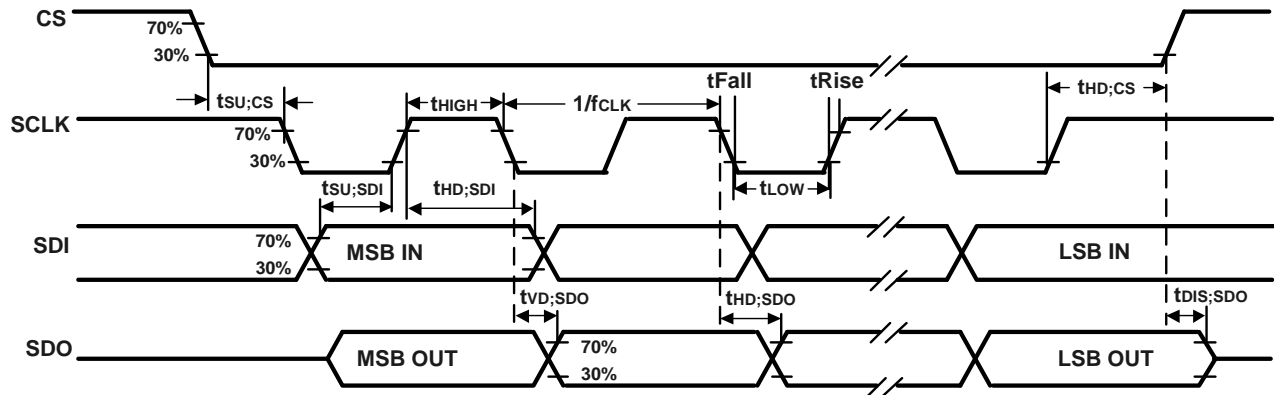 CS
70%
30%
tFall
tRise
tSU;CS
tHIGH
1/fCLK
tHD;CS
SCLK
70%
30%
tSU;SDI
tHD;SDI
tLOW
SDI
70%
30%
MSB IN
LSB IN
tVD;SDO
tHD;SDO
tDIS;SDO
SDO
MSB OUT
70%
30%
LSB OUT